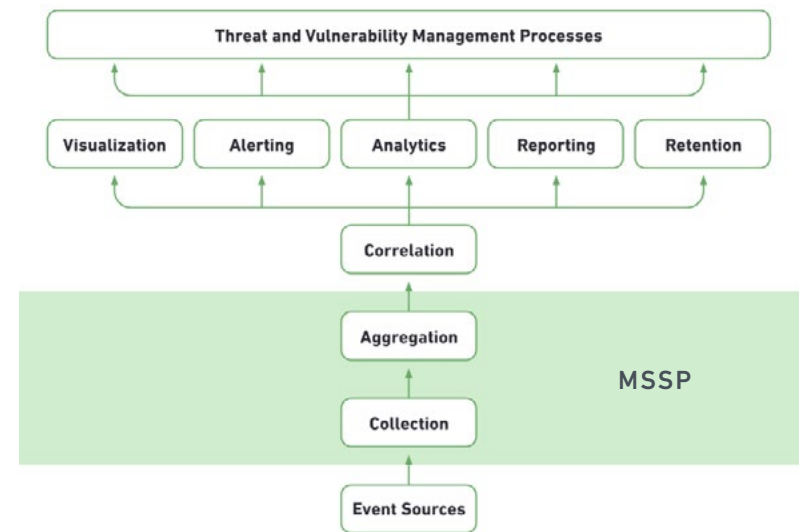 Threat and Vulnerability Management Processes
Visualization
Alerting
Analytics
Reporting
Retention
Correlation
Aggregation
MSSP
Collection
Event Sources